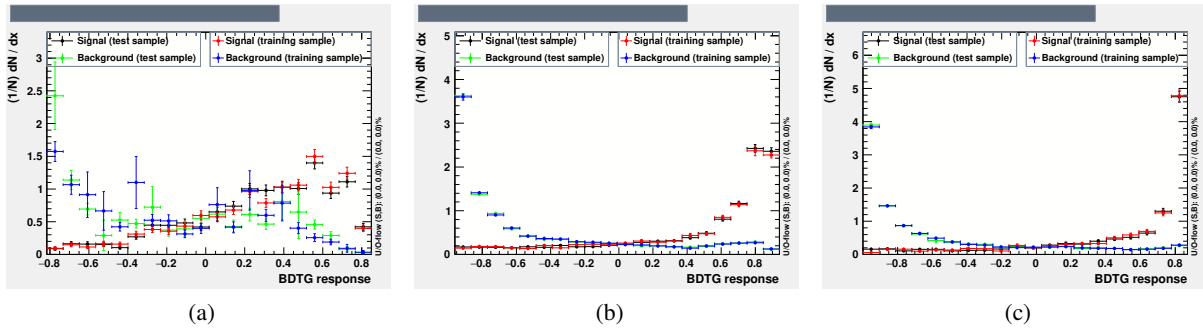 Signal (test sample)
Signal (training sample)
Background (test sample)
Background (training sample)
(1/N) dN / dx
3
2.5
2
1.5
1
0.5
0
−0.8 −0.6 −0.4 −0.2 0 0.2 0.4 0.6 0.8
BDTG response
U/O-flow (S,B): (0.0, 0.0)% / (0.0, 0.0)%
(a)
Signal (test sample)
Signal (training sample)
Background (test sample)
Background (training sample)
(1/N) dN / dx
5
4
3
2
1
0
−0.8 −0.6 −0.4 −0.2 0 0.2 0.4 0.6 0.8
BDTG response
U/O-flow (S,B): (0.0, 0.0)% / (0.0, 0.0)%
(b)
Signal (test sample)
Signal (training sample)
Background (test sample)
Background (training sample)
(1/N) dN / dx
6
5
4
3
2
1
0
−0.8 −0.6 −0.4 −0.2 0 0.2 0.4 0.6 0.8
BDTG response
U/O-flow (S,B): (0.0, 0.0)% / (0.0, 0.0)%
(c)